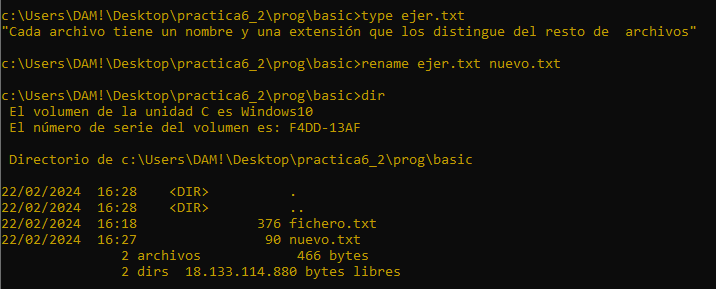 c:\Users\DAM!\Desktop\practica6_2\prog\basic>type ejer.txt
"Cada archivo tiene un nombre y una extensión que los distingue del resto de  archivos"
c:\Users\DAM!\Desktop\practica6_2\prog\basic>rename ejer.txt nuevo.txt
c:\Users\DAM!\Desktop\practica6_2\prog\basic>dir
 El volumen de la unidad C es Windows10
 El número de serie del volumen es: F4DD-13AF
 Directorio de c:\Users\DAM!\Desktop\practica6_2\prog\basic
22/02/2024  16:28    <DIR>          .
22/02/2024  16:28    <DIR>          ..
22/02/2024  16:18               376 fichero.txt
22/02/2024  16:27                90 nuevo.txt
               2 archivos            466 bytes
               2 dirs  18.133.114.880 bytes libres